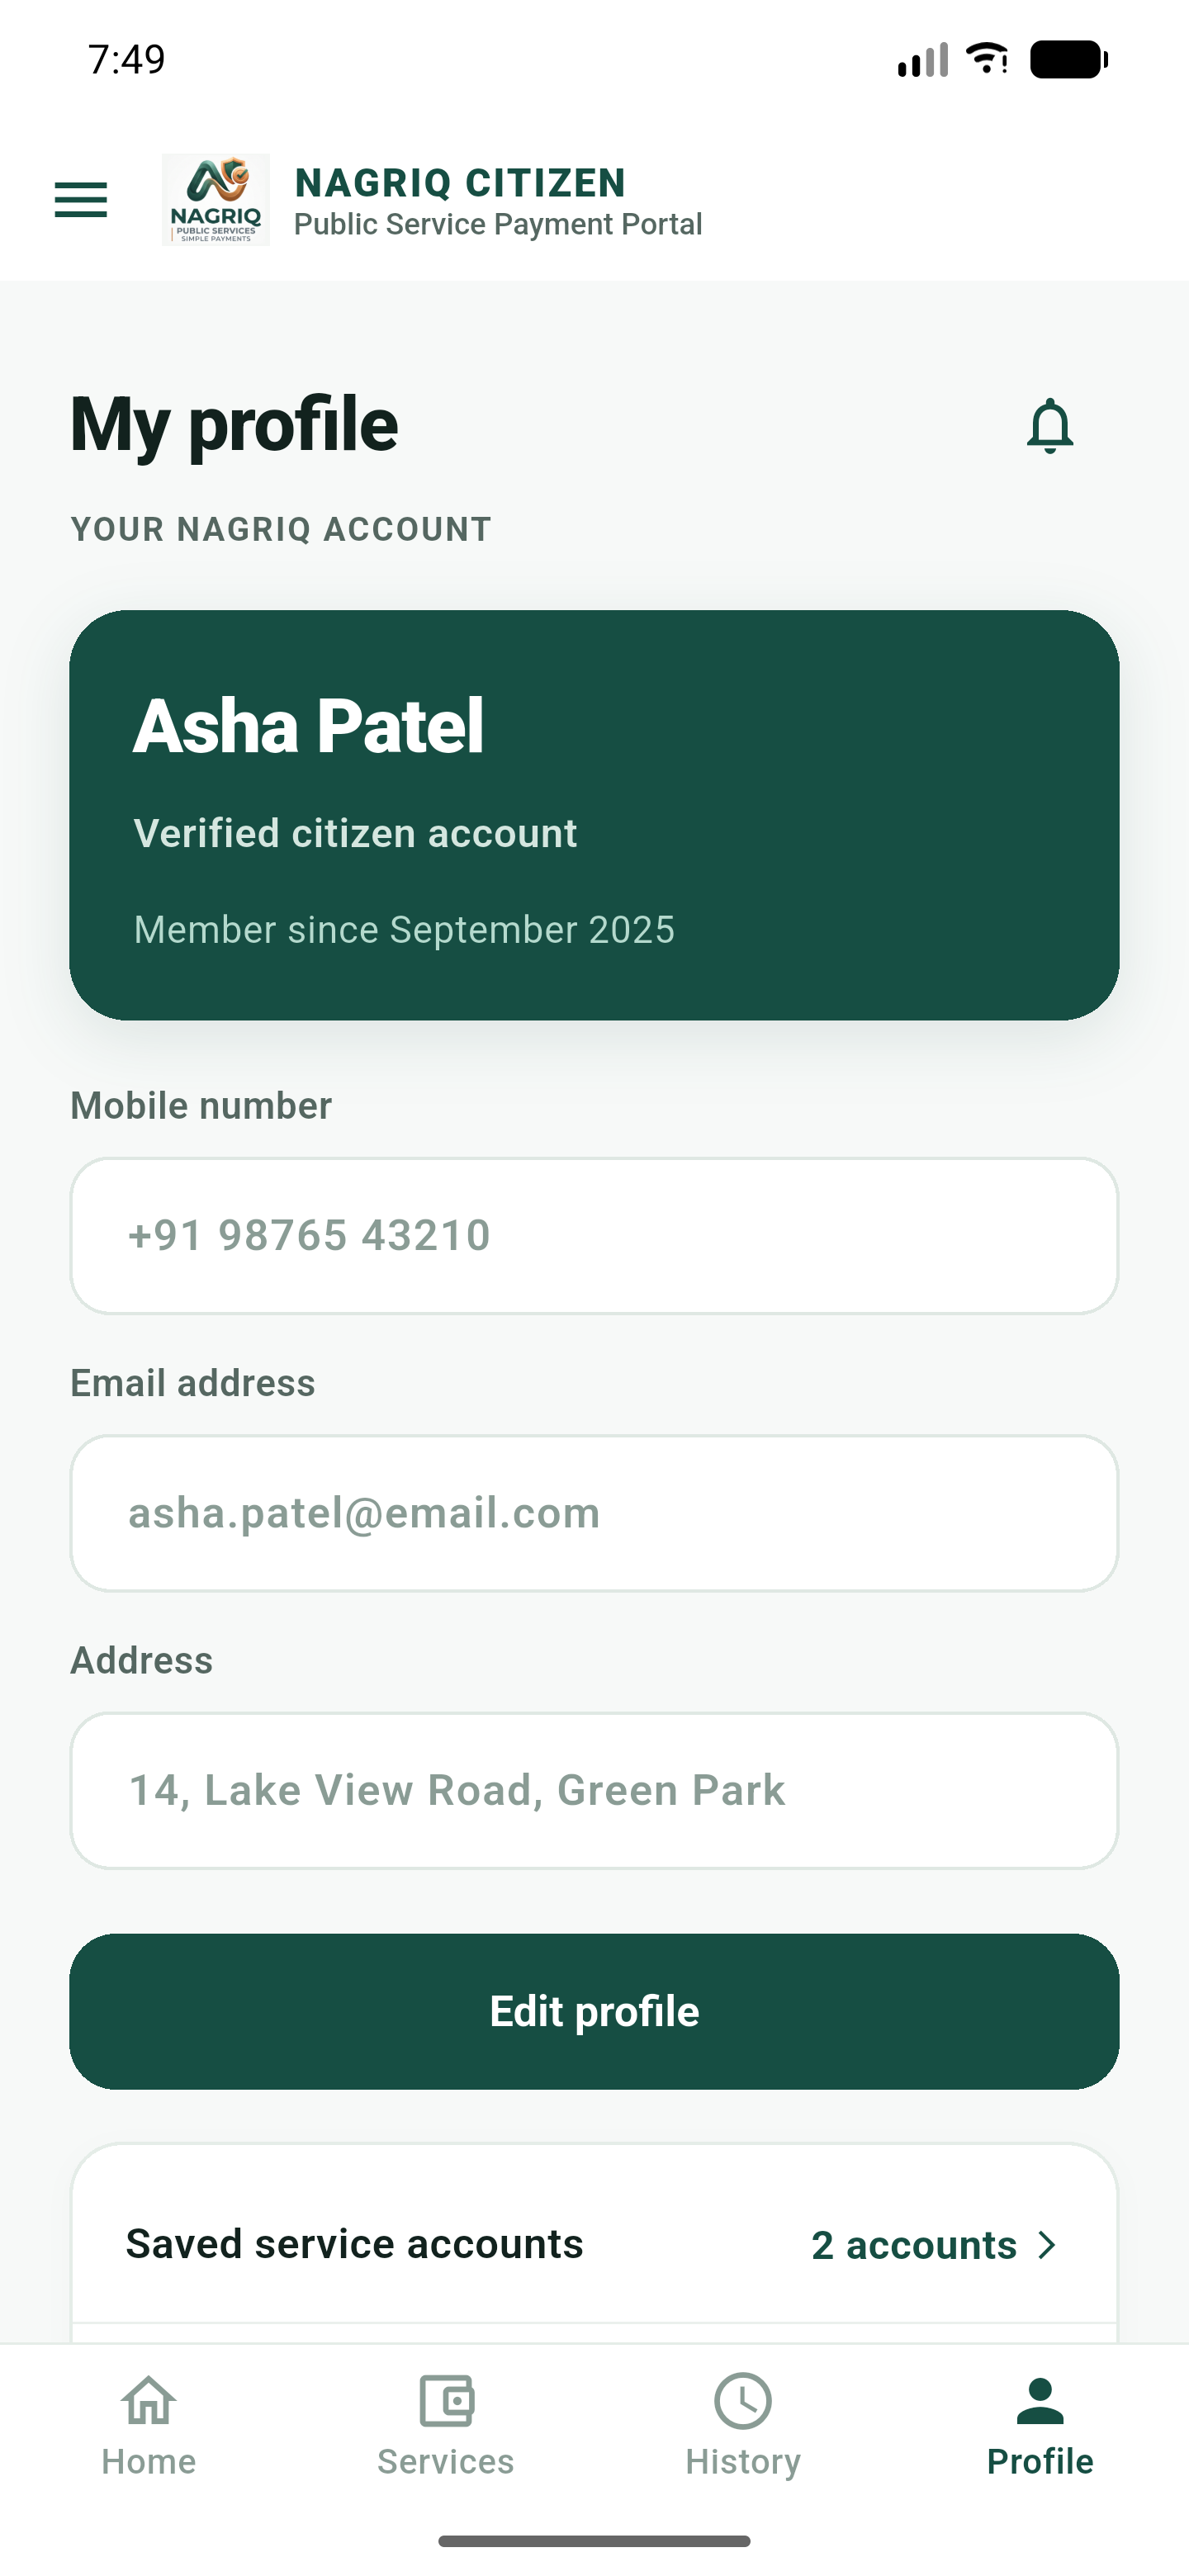 7:49
NAGRIQ
PUBLIC SERVICES
SIMPLE PAYMENTS
NAGRIQ CITIZEN
Public Service Payment Portal
My profile
YOUR NAGRIQ ACCOUNT
Asha Patel
Verified citizen account
Member since September 2025
Mobile number
+91 98765 43210
Email address
asha.patel@email.com
Address
14, Lake View Road, Green Park
Edit profile
Saved service accounts 2 accounts
Home Services History Profile